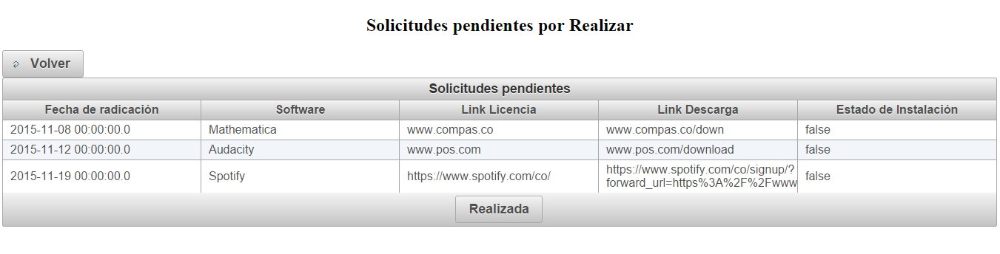 Solicitudes pendientes por Realizar
Volver
Solicitudes pendientes
Fecha de radicación Software Link Licencia Link Descarga Estado de Instalación
2015-11-08 00:00:00.0 Mathematica www.compas.co www.compas.co/down false
2015-11-12 00:00:00.0 Audacity www.pos.com www.pos.com/download false
2015-11-19 00:00:00.0 Spotify https://www.spotify.com/co/ https://www.spotify.com/co/signup/? false
forward_url=https%3A%2F%2Fwww
Realizada